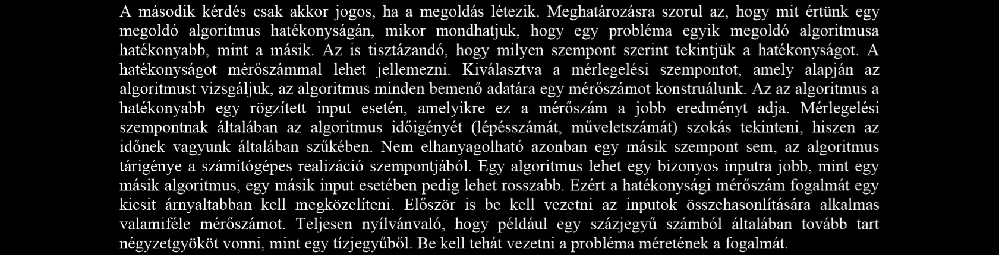 A második kérdés csak akkor jogos, ha a megoldás létezik. Meghatározásra szorul az, hogy mit értünk egy
megoldó algoritmus hatékonyságán, mikor mondhatjuk, hogy egy probléma egyik megoldó algoritmusa
hatékonyabb, mint a másik. Az is tisztázandó, hogy milyen szempont szerint tekintjük a hatékonyságot. A
hatékonyságot mérőszámmal lehet jellemezni. Kiválasztva a mérlegelési szempontot, amely alapján az
algoritmust vizsgáljuk, az algoritmus minden bemenő adatára egy mérőszámot konstruálunk. Az az algoritmus a
hatékonyabb egy rögzített input esetén, amelyikre ez a mérőszám a jobb eredményt adja. Mérlegelési
szempontnak általában az algoritmus időigényét (lépésszámát, műveletszámát) szokás tekinteni, hiszen az
időnek vagyunk általában szűkében. Nem elhanyagolható azonban egy másik szempont sem, az algoritmus
tárigénye a számítógépes realizáció szempontjából. Egy algoritmus lehet egy bizonyos inputra jobb, mint egy
másik algoritmus, egy másik input esetében pedig lehet rosszabb. Ezért a hatékonysági mérőszám fogalmát egy
kicsit árnyaltabban kell megközelíteni. Először is be kell vezetni az inputok összehasonlítására alkalmas
valamiféle mérőszámot. Teljesen nyílvánvaló, hogy például egy százjegyű számból általában tovább tart
négyzetgyököt vonni, mint egy tízjegyűből. Be kell tehát vezetni a probléma méretének a fogalmát.